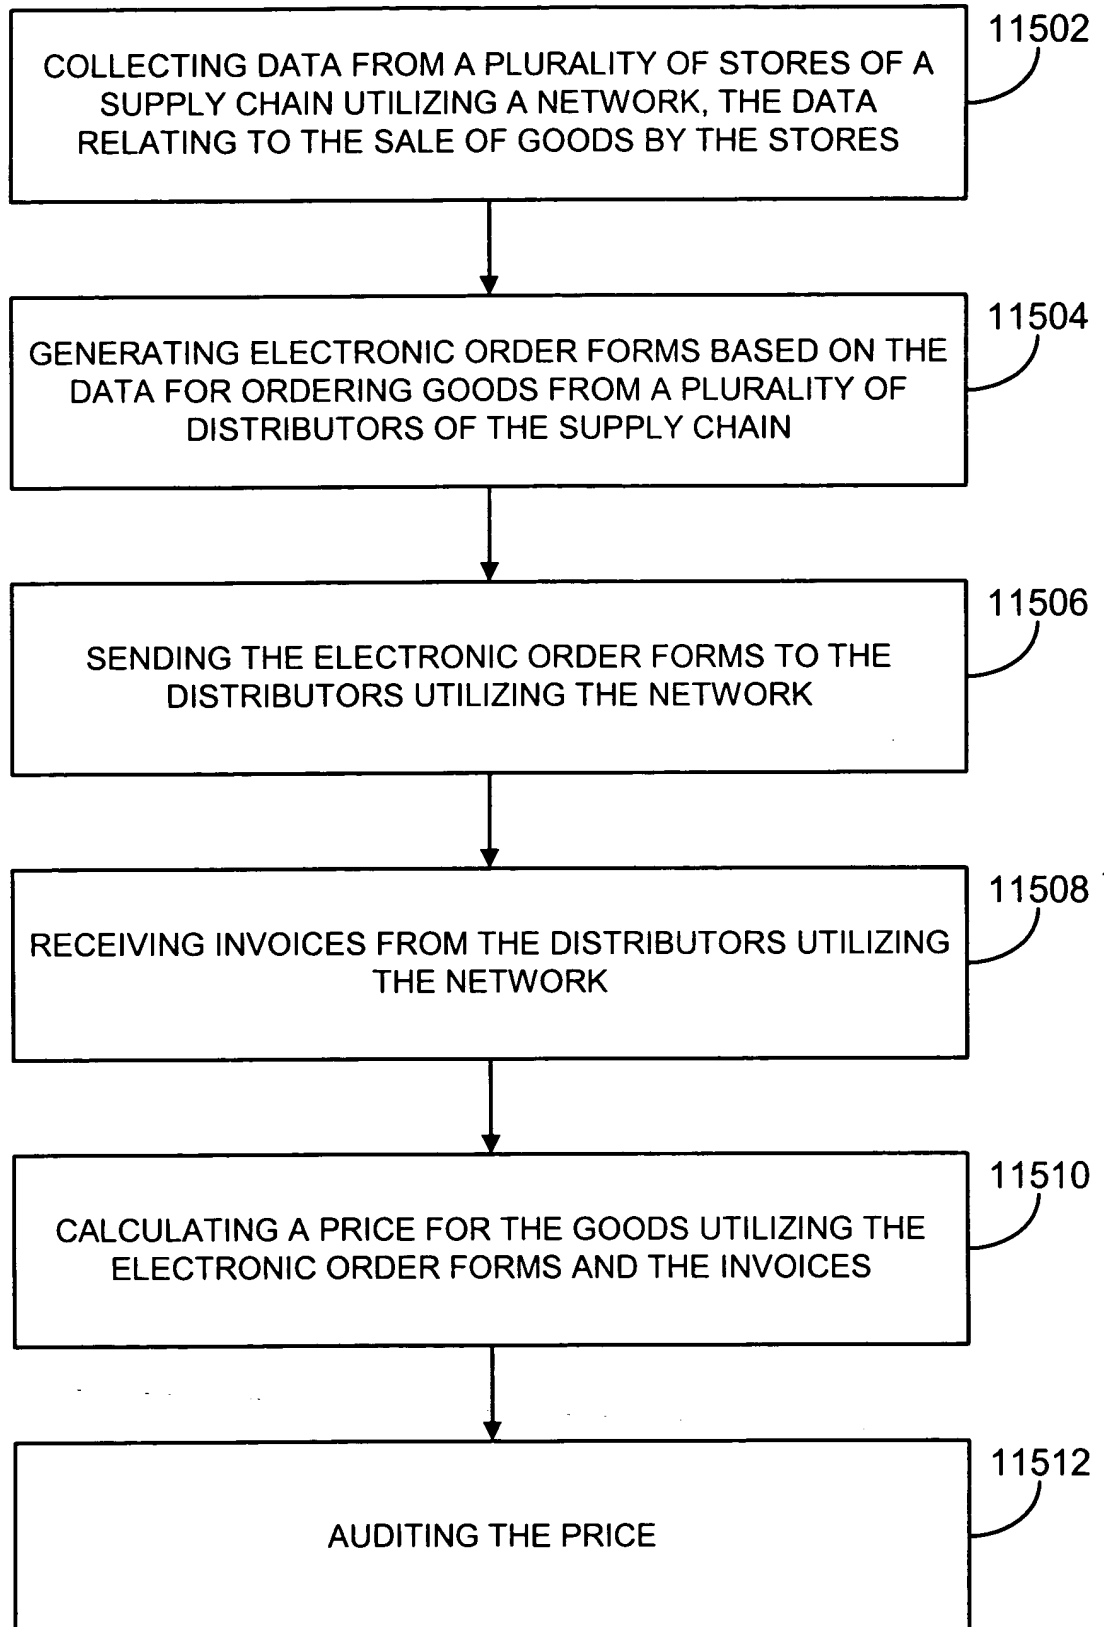 11502
COLLECTING DATA FROM A PLURALITY OF STORES OF A
SUPPLY CHAIN UTILIZING A NETWORK, THE DATA
RELATING TO THE SALE OF GOODS BY THE STORES
11504
GENERATING ELECTRONIC ORDER FORMS BASED ON THE
DATA FOR ORDERING GOODS FROM A PLURALITY OF
DISTRIBUTORS OF THE SUPPLY CHAIN
11506
SENDING THE ELECTRONIC ORDER FORMS TO THE
DISTRIBUTORS UTILIZING THE NETWORK
11508
RECEIVING INVOICES FROM THE DISTRIBUTORS UTILIZING
THE NETWORK
11510
CALCULATING A PRICE FOR THE GOODS UTILIZING THE
ELECTRONIC ORDER FORMS AND THE INVOICES
11512
AUDITING THE PRICE